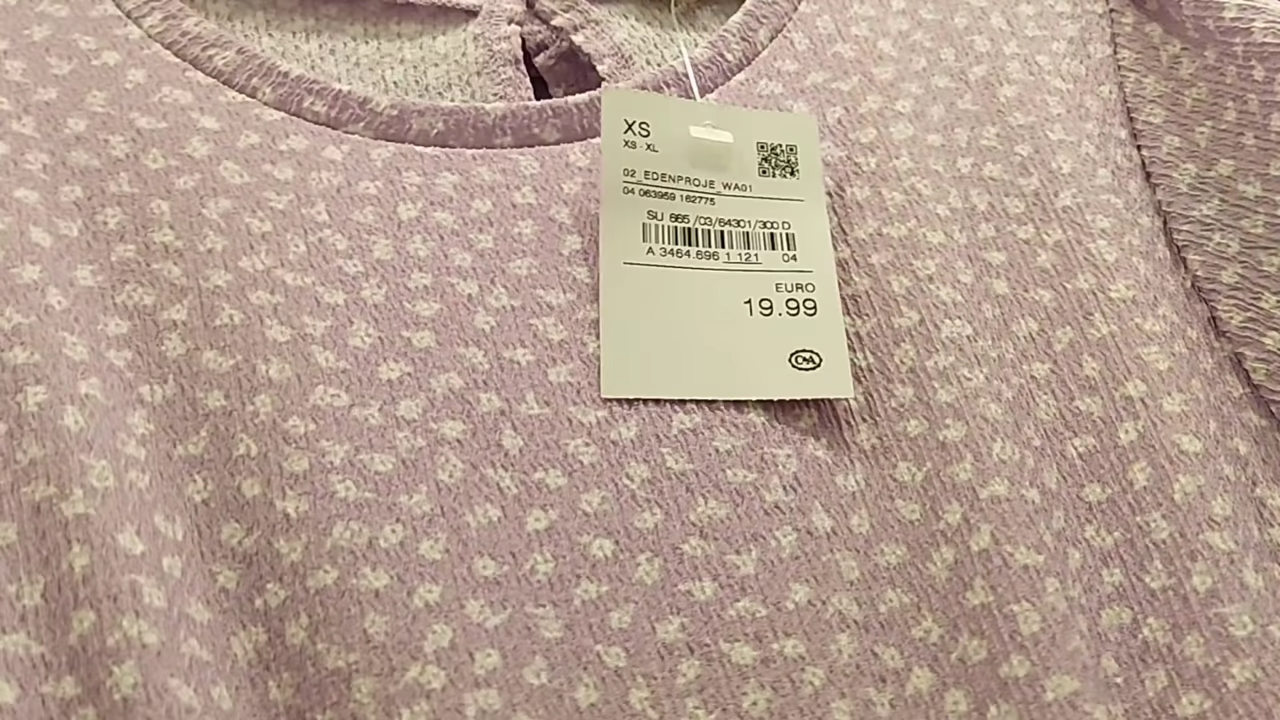 XS
XS - XL
02_EDENPROJE_WA01
04 063959 162775
SU 665 /03/64301/300 D
A 3464.696 1 121 04
EURO
19.99
C&A